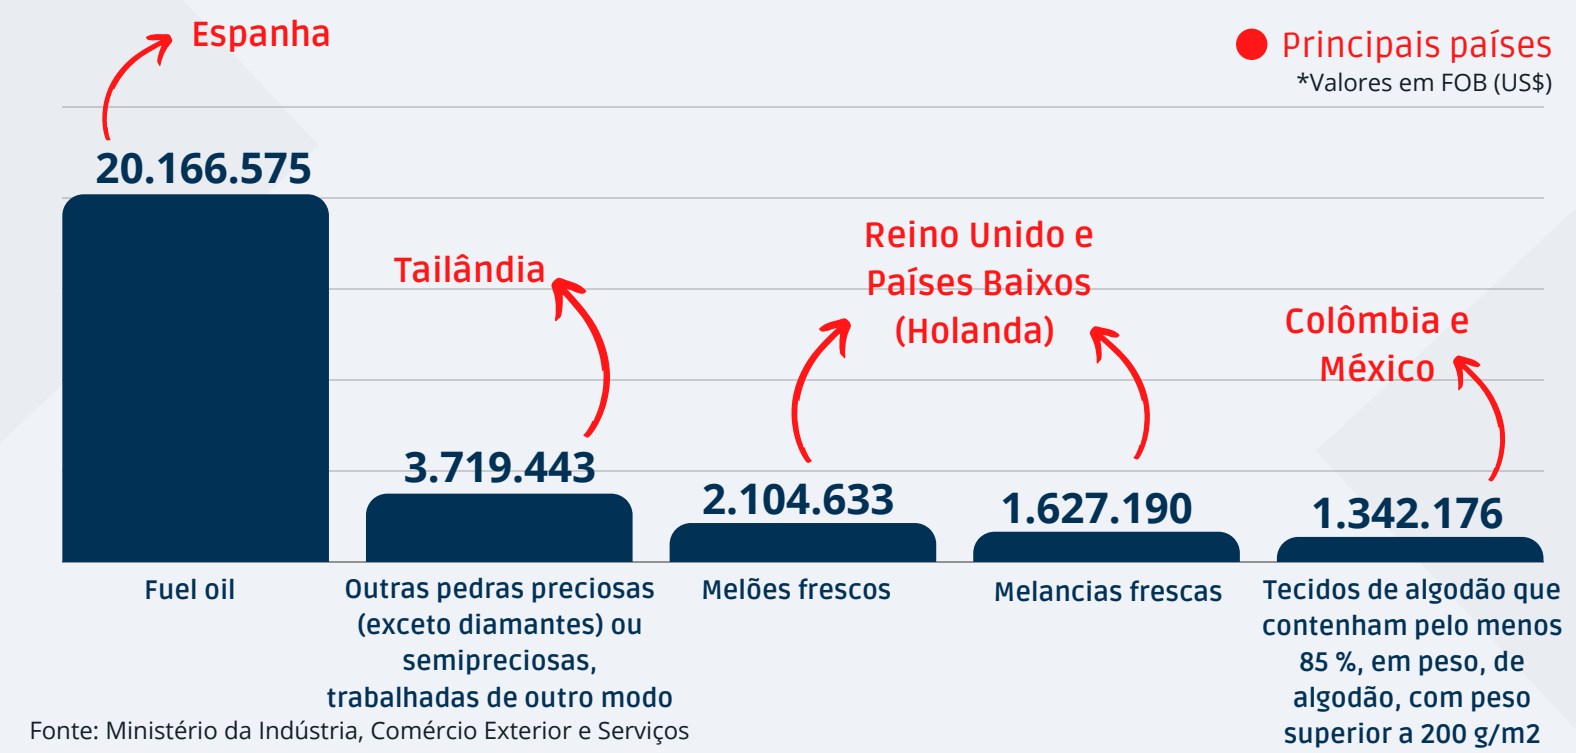 Espanha
Principais países
*Valores em FOB (US$)
20.166.575
Tailândia
Reino Unido e
Países Baixos
(Holanda)
Colômbia e
México
3.719.443
2.104.633
1.627.190
1.342.176
Fuel oil
Outras pedras preciosas
(exceto diamantes) ou
semipreciosas,
trabalhadas de outro modo
Melões frescos
Melancias frescas
Tecidos de algodão que
contenham pelo menos
85 %, em peso, de
algodão, com peso
superior a 200 g/m2
Fonte: Ministério da Indústria, Comércio Exterior e Serviços